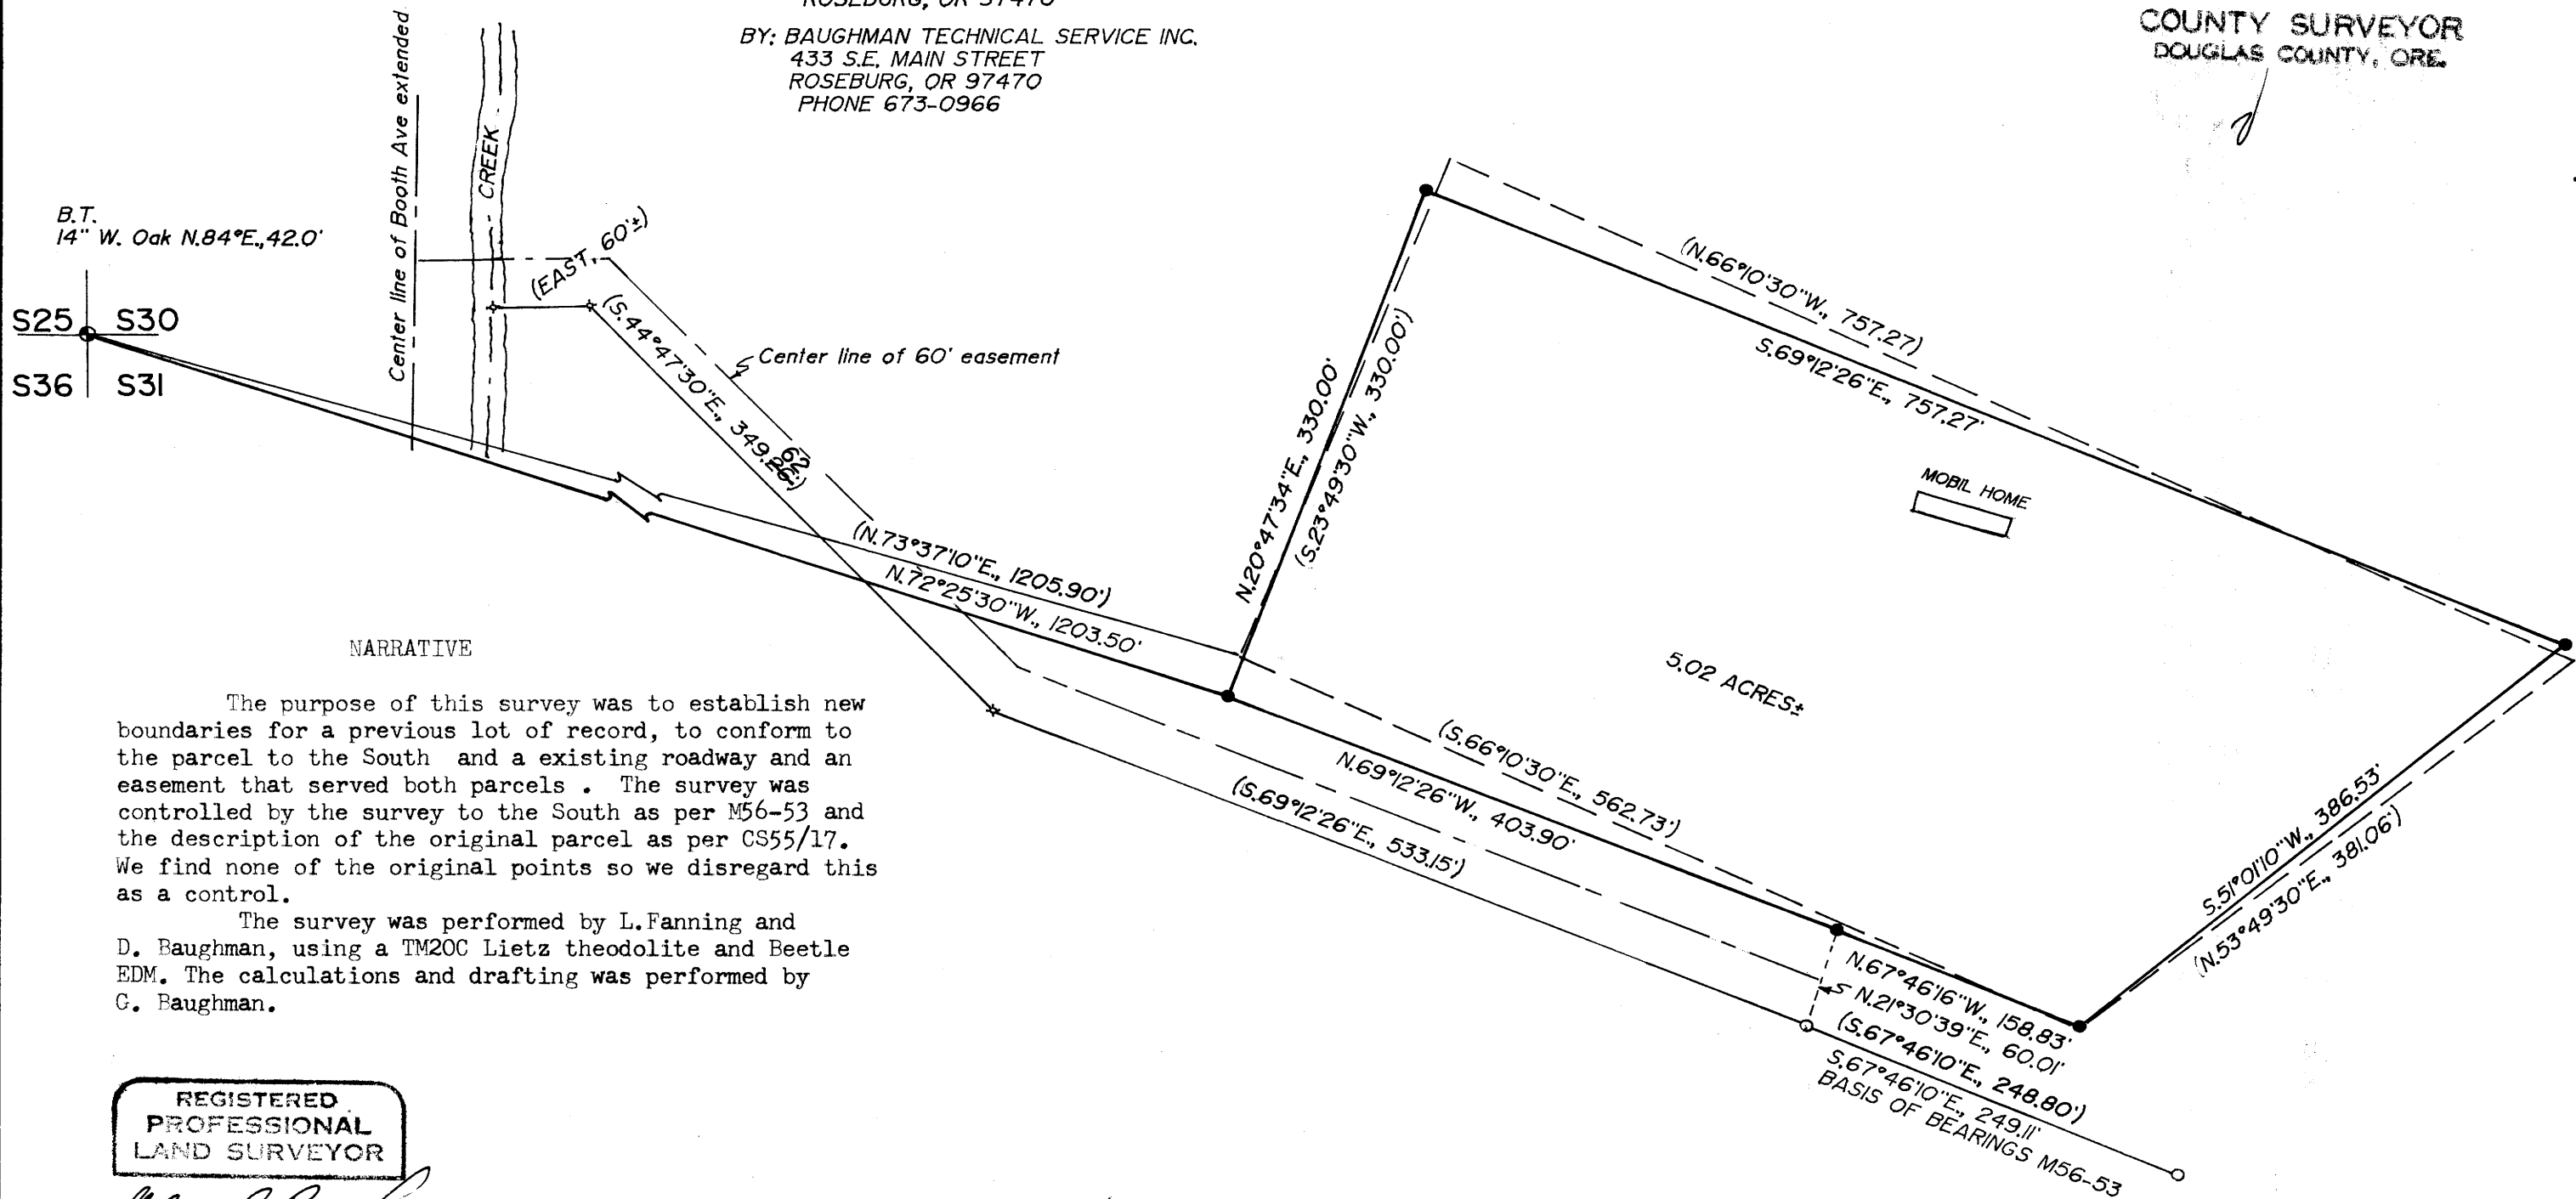 ROSEBURG, OR 97470
BY: BAUGHMAN TECHNICAL SERVICE INC.
433 S.E. MAIN STREET
ROSEBURG, OR 97470
PHONE 673-0966
COUNTY SURVEYOR
DOUGLAS COUNTY, ORE.
B.T.
14" W. Oak N.84°E.,42.0'
S25 S30
S36 S31
Center line of Booth Ave extended
CREEK
(EAST, 60'±)
(S.44°47'30"E., 349.26')
62
Center line of 60' easement
(N.73°37'10"E., 1205.90')
N.72°25'30"W., 1203.50'
N.20°47'34"E., 330.00'
(S.23°49'30"W., 330.00')
(N.66°10'30"W., 757.27')
S.69°12'26"E., 757.27'
MOBIL HOME
5.02 ACRES±
(S.66°10'30"E., 562.73')
N.69°12'26"W., 403.90'
(S.69°12'26"E., 533.15')
S.51°01'10"W., 386.53'
(N.53°49'30"E., 381.06')
N.67°46'16"W., 158.83'
N.21°30'39"E., 60.01'
(S.67°46'10"E., 248.80')
S.67°46'10"E., 249.11'
BASIS OF BEARINGS M56-53
NARRATIVE
The purpose of this survey was to establish new
boundaries for a previous lot of record, to conform to
the parcel to the South and a existing roadway and an
easement that served both parcels . The survey was
controlled by the survey to the South as per M56-53 and
the description of the original parcel as per CS55/17.
We find none of the original points so we disregard this
as a control.
The survey was performed by L.Fanning and
D. Baughman, using a TM20C Lietz theodolite and Beetle
EDM. The calculations and drafting was performed by
G. Baughman.
REGISTERED
PROFESSIONAL
LAND SURVEYOR